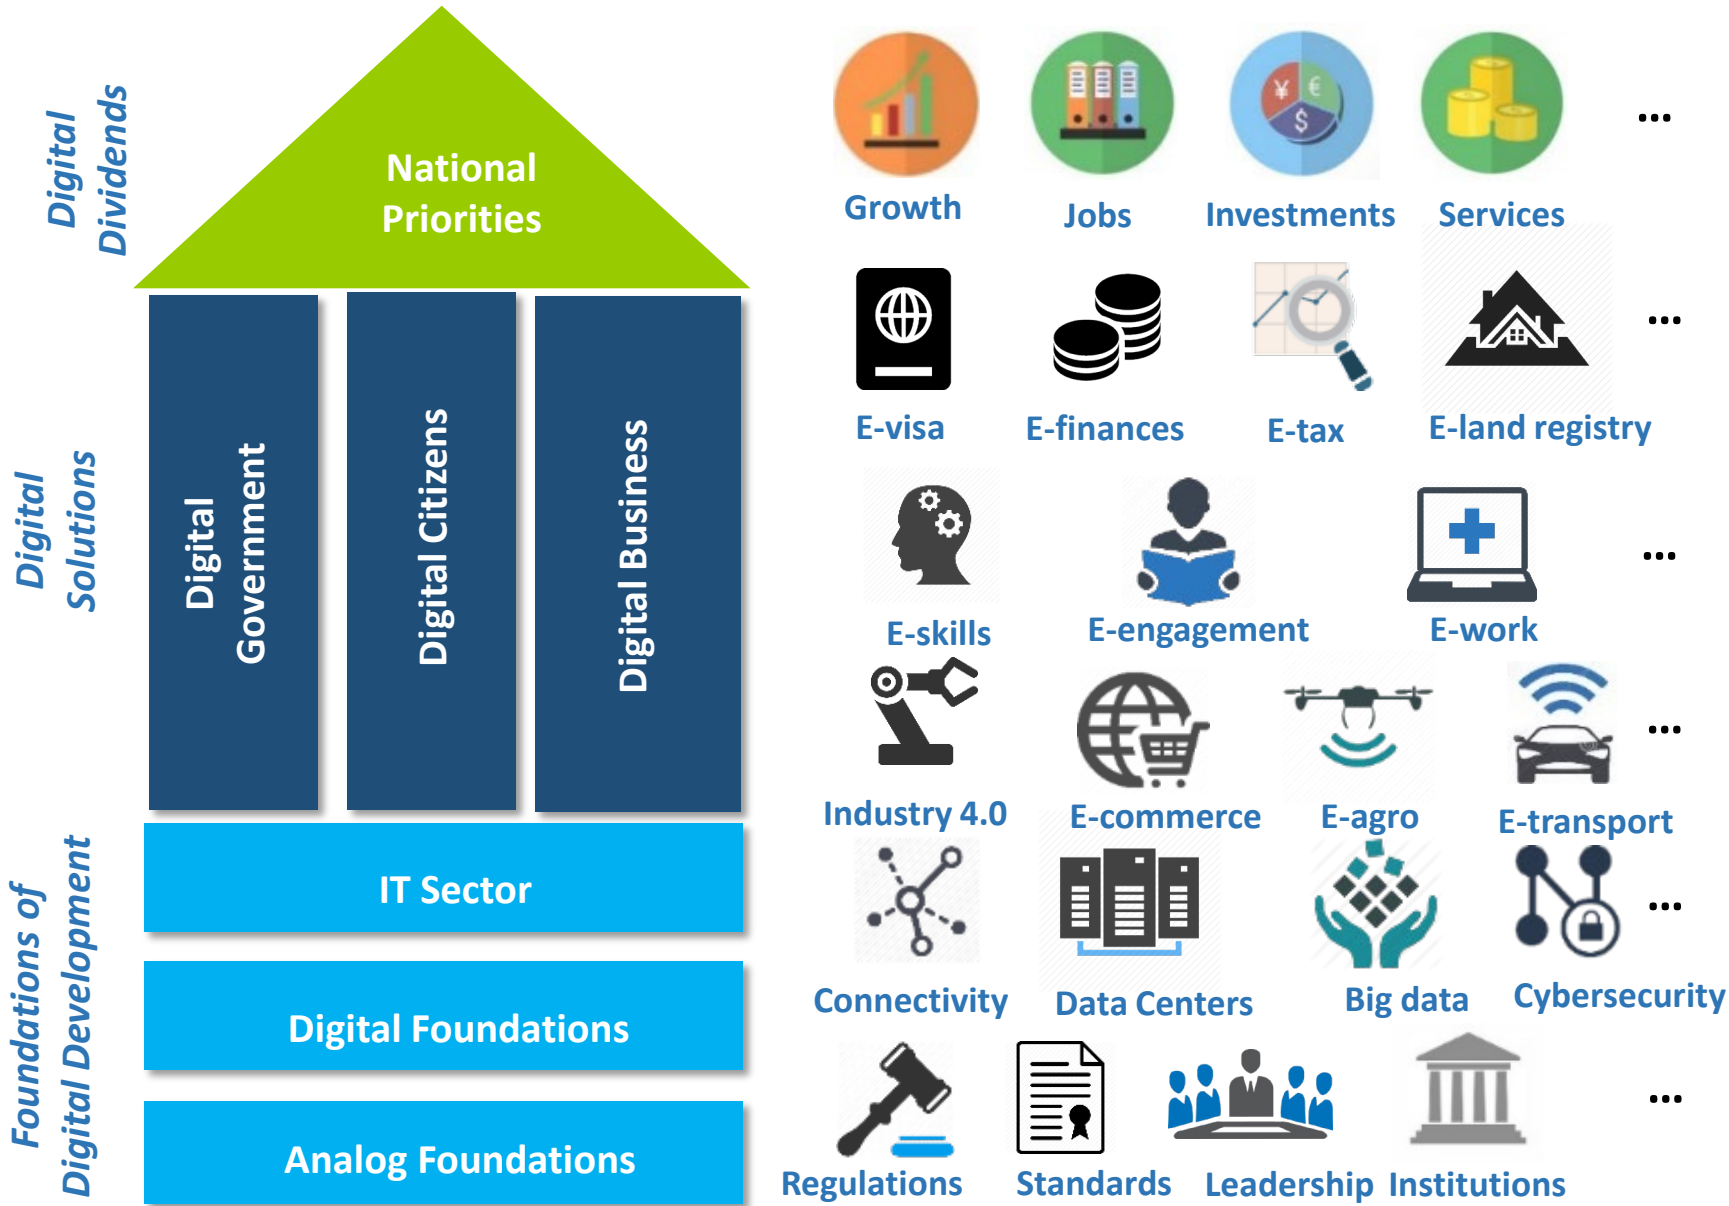 Digital
Dividends
National
Priorities
Growth
Jobs
Investments
Services
...
E-visa
E-finances
E-tax
E-land registry
...
Digital
Solutions
Digital
Government
Digital Citizens
Digital Business
E-skills
E-engagement
E-work
...
Industry 4.0
E-commerce
E-agro
E-transport
...
Foundations of
Digital Development
IT Sector
Digital Foundations
Analog Foundations
Connectivity
Data Centers
Big data
Cybersecurity
...
Regulations
Standards
Leadership
Institutions
...
¥
€
$